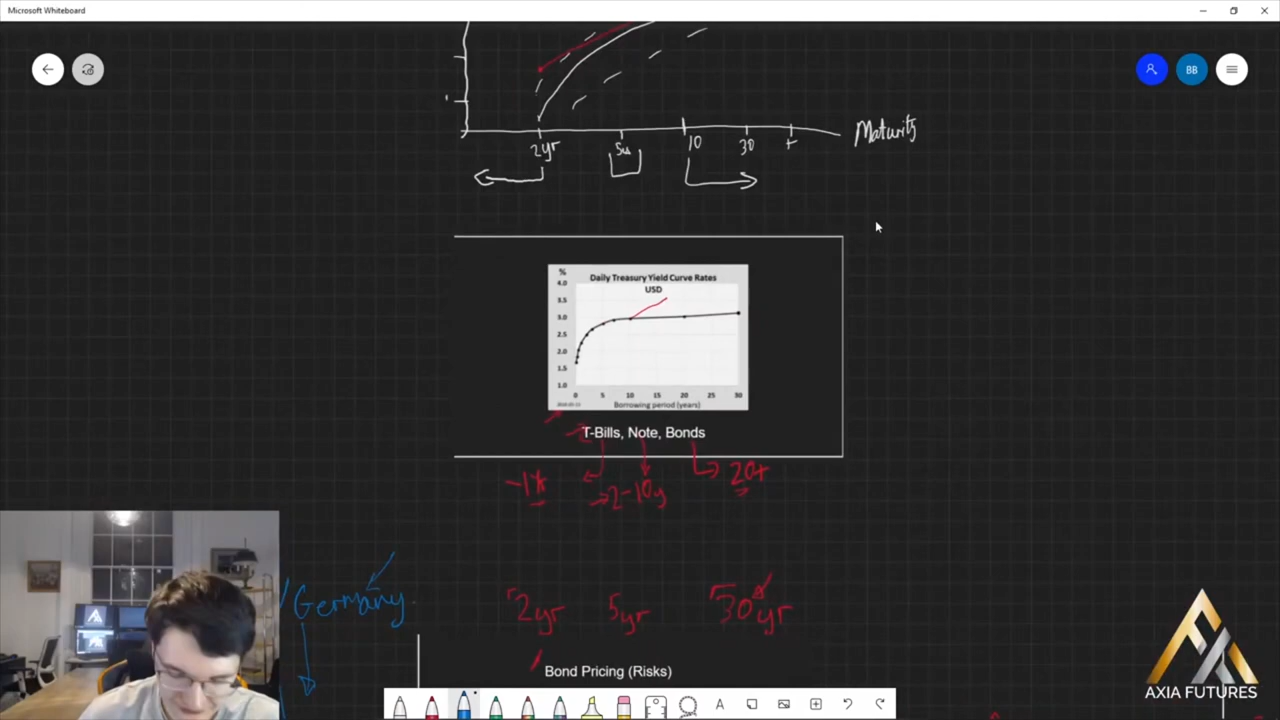 Microsoft Whiteboard
BB
Maturity
2yr 5yr 10 30 +
%
Daily Treasury Yield Curve Rates
USD
4.0
3.5
3.0
2.5
2.0
1.5
1.0
0 5 10 15 20 25 30
Borrowing period (years)
T-Bills, Note, Bonds
2-10y 20+
Germany
2yr 5yr 30yr
Bond Pricing (Risks)
A
AXIA FUTURES